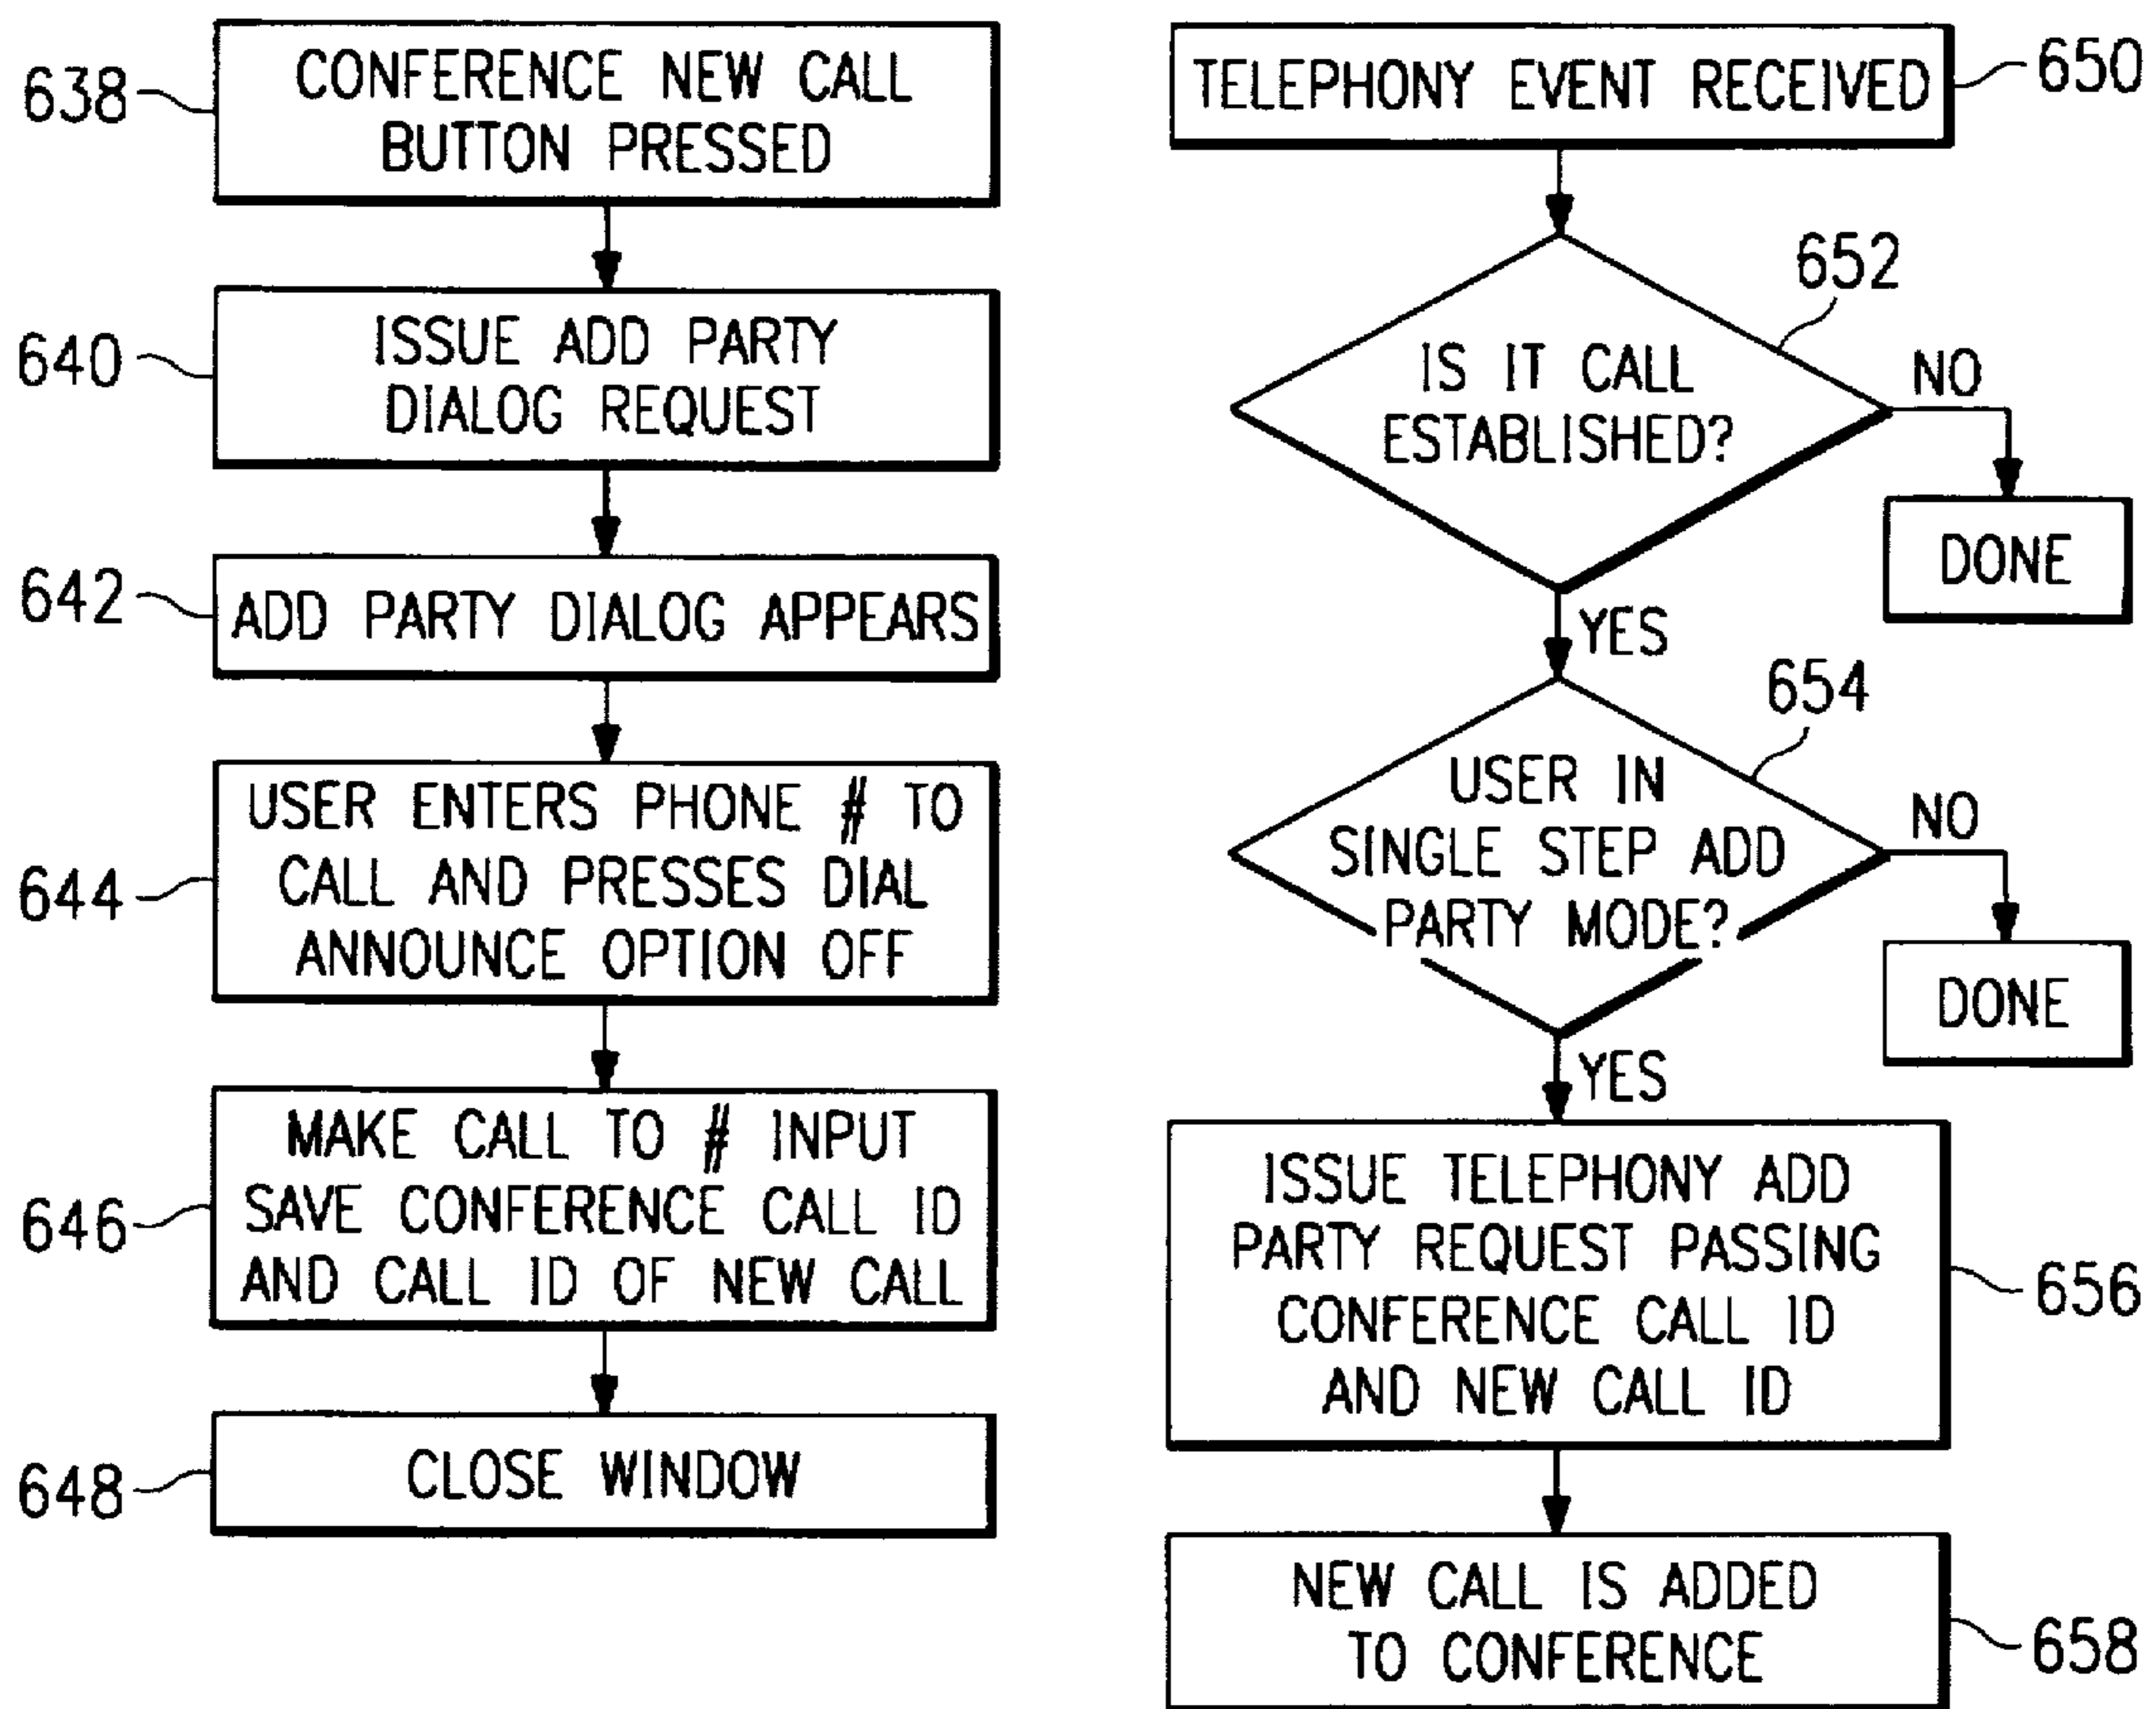 638
CONFERENCE NEW CALL
BUTTON PRESSED
640
ISSUE ADD PARTY
DIALOG REQUEST
642
ADD PARTY DIALOG APPEARS
644
USER ENTERS PHONE # TO
CALL AND PRESSES DIAL
ANNOUNCE OPTION OFF
646
MAKE CALL TO # INPUT
SAVE CONFERENCE CALL ID
AND CALL ID OF NEW CALL
648
CLOSE WINDOW
TELEPHONY EVENT RECEIVED
650
652
IS IT CALL
ESTABLISHED?
NO
DONE
YES
654
USER IN
SINGLE STEP ADD
PARTY MODE?
NO
DONE
YES
ISSUE TELEPHONY ADD
PARTY REQUEST PASSING
CONFERENCE CALL ID
AND NEW CALL ID
656
NEW CALL IS ADDED
TO CONFERENCE
658